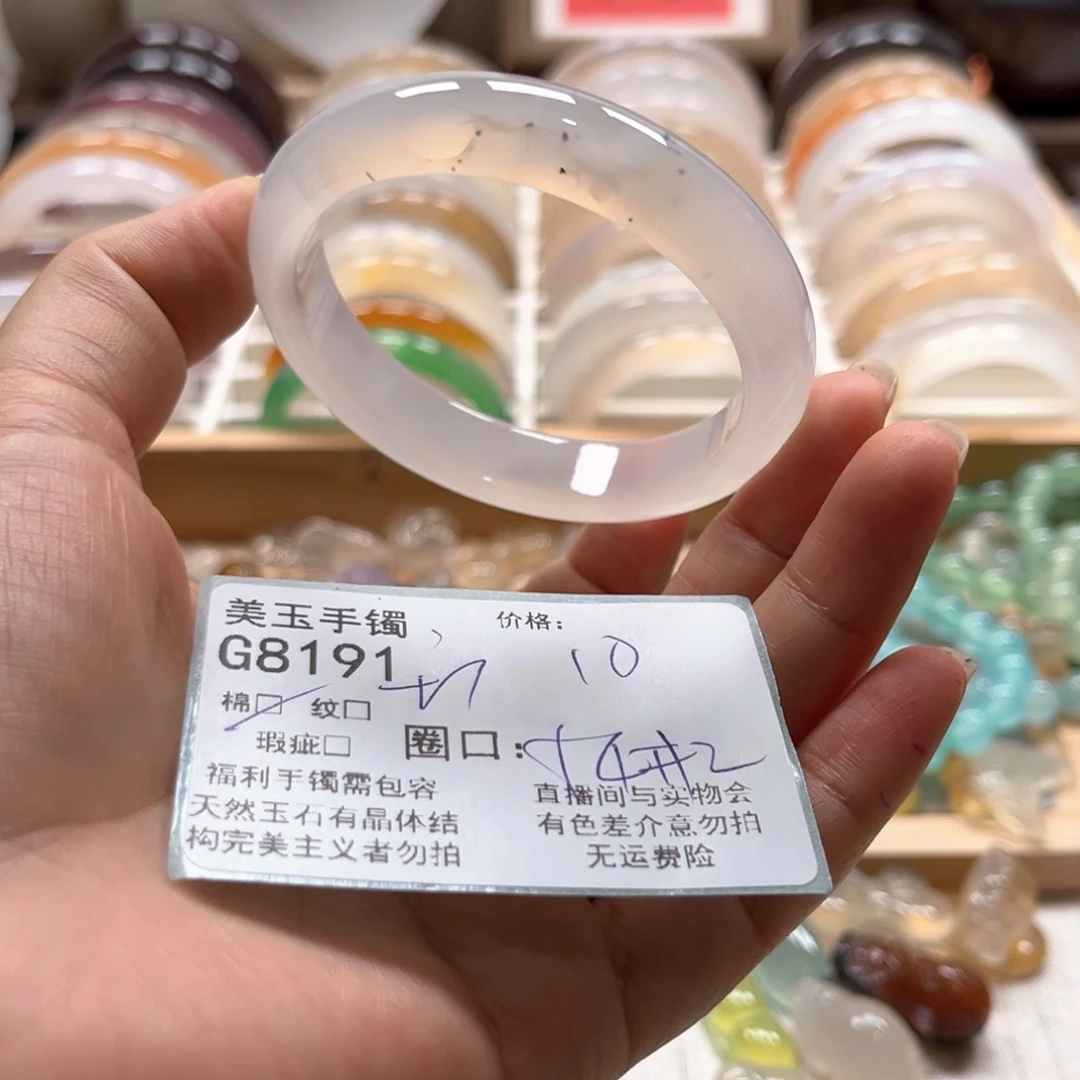 美玉手镯 价格: 10
G8191
棉□ 纹□
瑕疵□ 圈口:
福利手镯需包容
天然玉石有晶体结
构完美主义者勿拍
直播间与实物会
有色差介意勿拍
无运费险